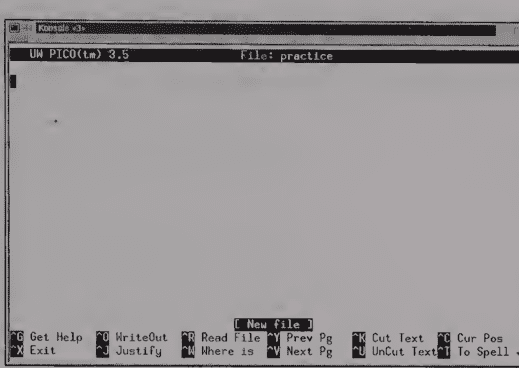 Konsole <3>
UW PICO(tm) 3.5 File: practice
[ New file ]
^G Get Help ^O WriteOut ^R Read File ^Y Prev Pg ^K Cut Text ^C Cur Pos
^X Exit ^J Justify ^W Where is ^V Next Pg ^U UnCut Text ^T To Spell